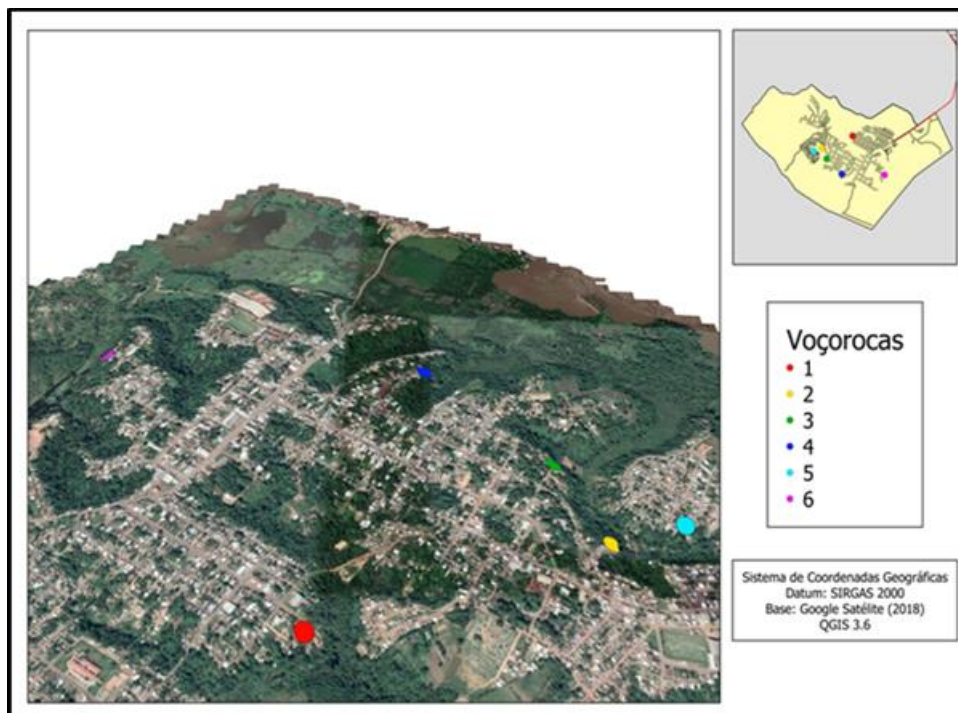 Voçorocas
1
2
3
4
5
6
Sistema de Coordenadas Geográficas
Datum: SIRGAS 2000
Base: Google Satélite (2018)
QGIS 3.6